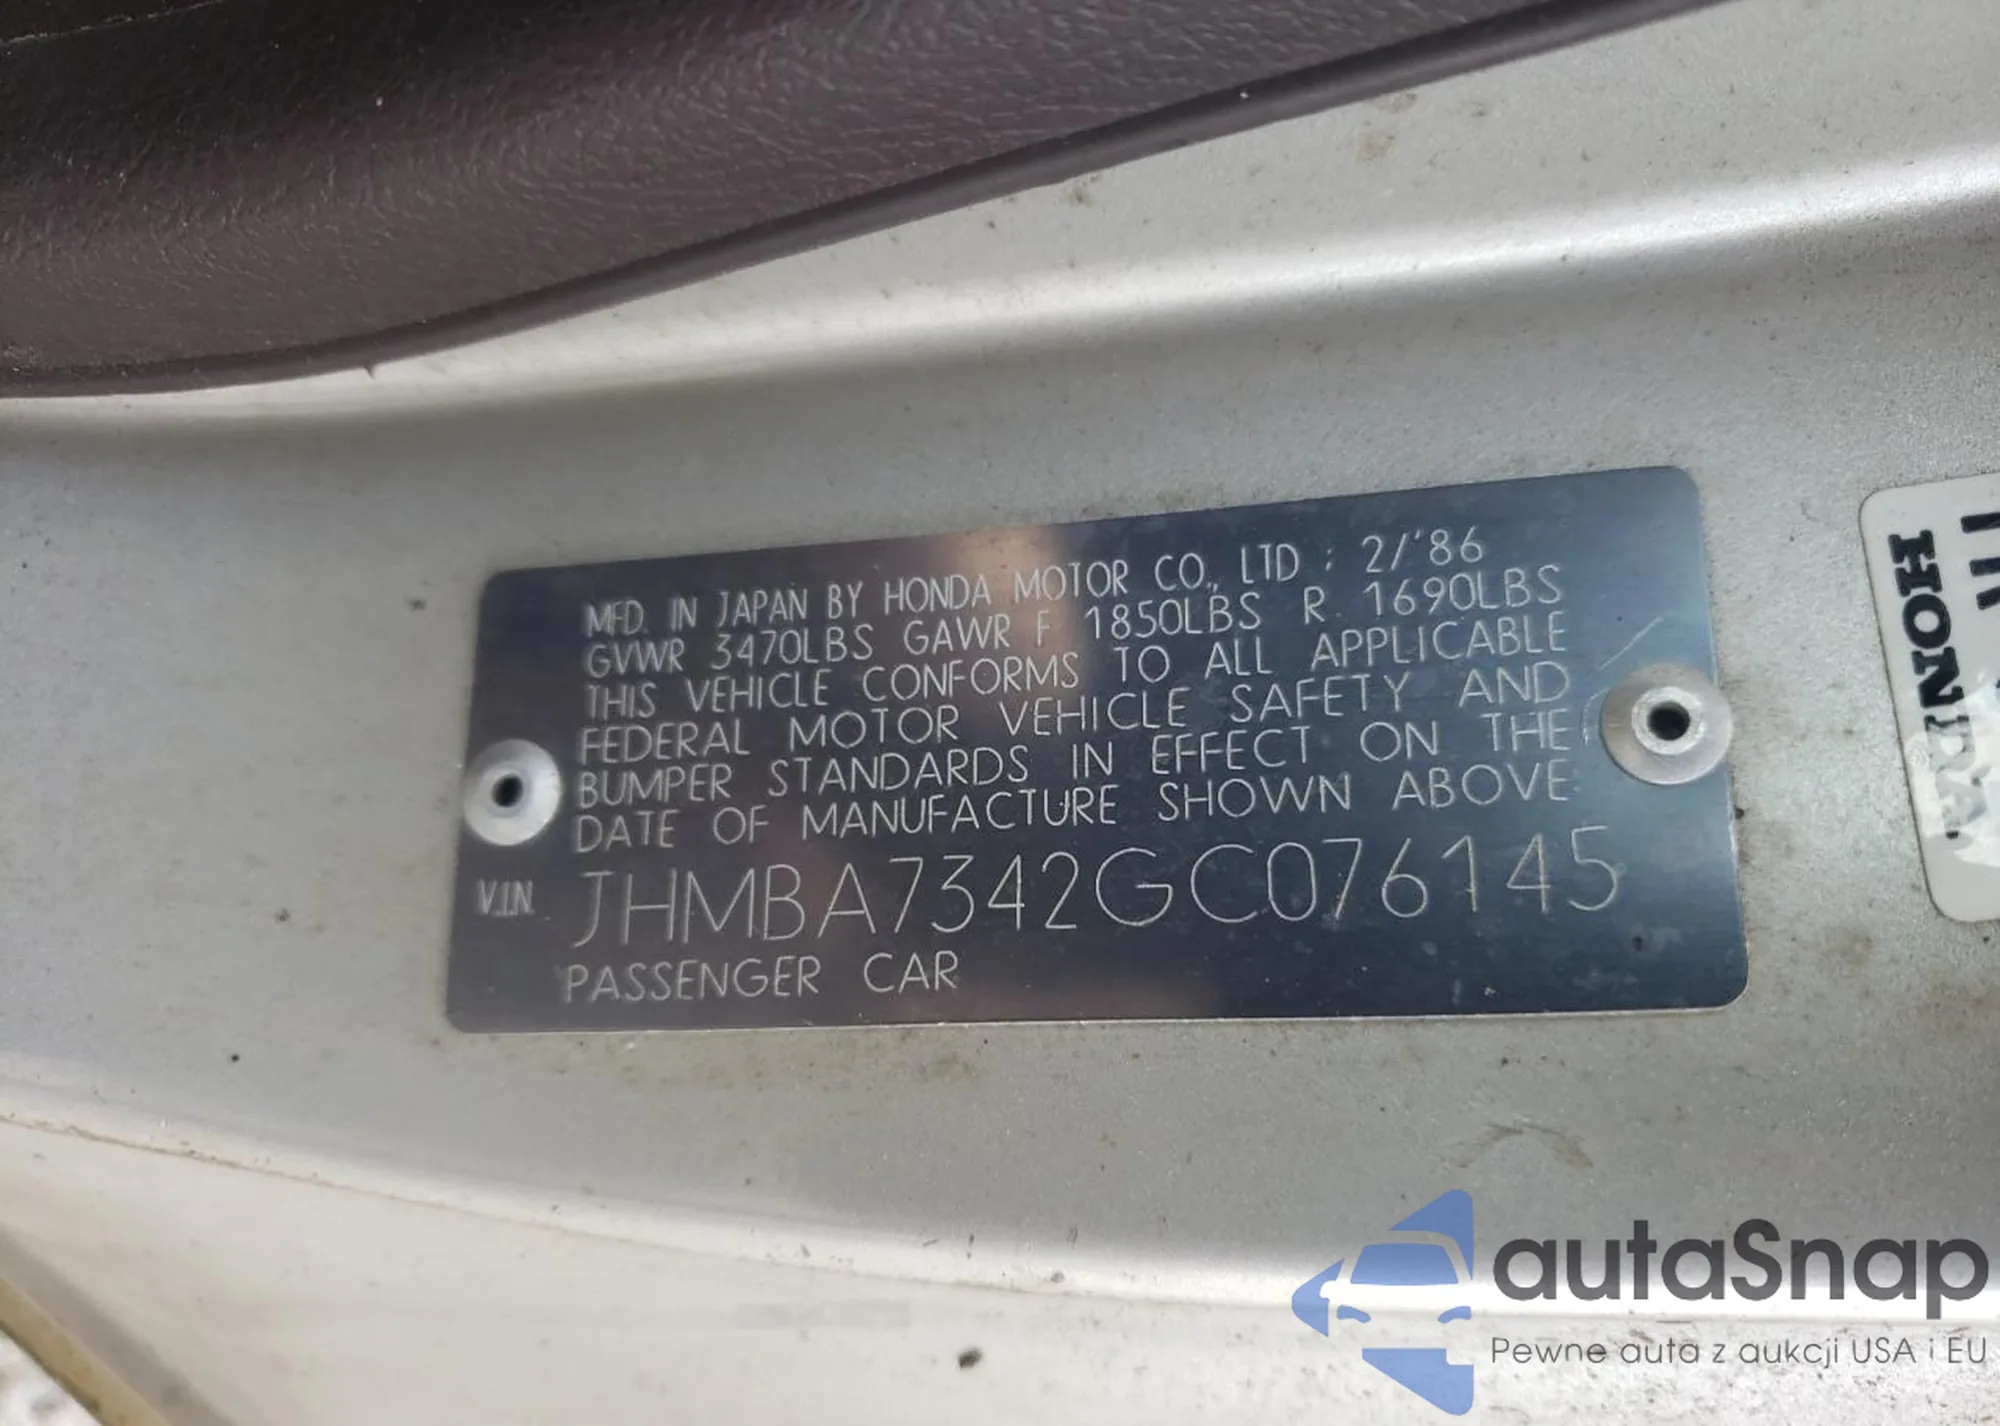 MFD. IN JAPAN BY HONDA MOTOR CO., LTD : 2/'86
GVWR 3470LBS GAWR F 1850LBS R 1690LBS
THIS VEHICLE CONFORMS TO ALL APPLICABLE
FEDERAL MOTOR VEHICLE SAFETY AND
BUMPER STANDARDS IN EFFECT ON THE
DATE OF MANUFACTURE SHOWN ABOVE
V.I.N. JHMBA7342GC076145
PASSENGER CAR
HONDA
autaSnap
Pewne auta z aukcji USA i EU